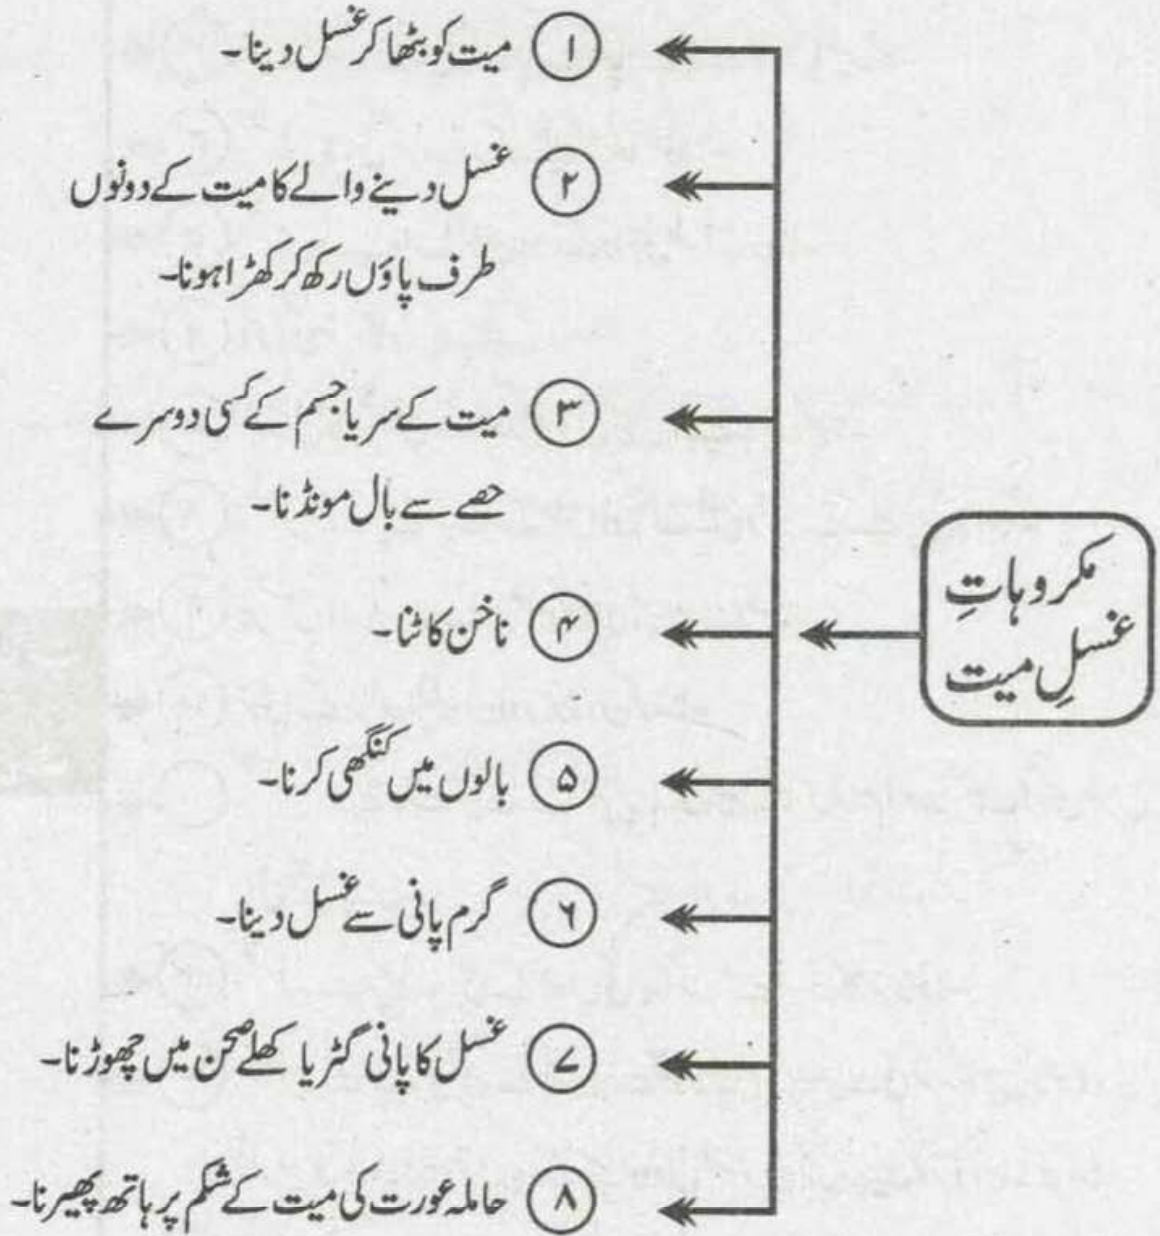 مکروہاتِ
غسلِ میت
۱ میت کو بٹھا کر غسل دینا۔
۲ غسل دینے والے کا میت کے دونوں
طرف پاؤں رکھ کر کھڑا ہونا۔
۳ میت کے سر یا جسم کے کسی دوسرے
حصے سے بال مونڈنا۔
۴ ناخن کاٹنا۔
۵ بالوں میں کنگھی کرنا۔
۶ گرم پانی سے غسل دینا۔
۷ غسل کا پانی گٹر یا کھلے صحن میں چھوڑنا۔
۸ حاملہ عورت کی میت کے شکم پر ہاتھ پھیرنا۔